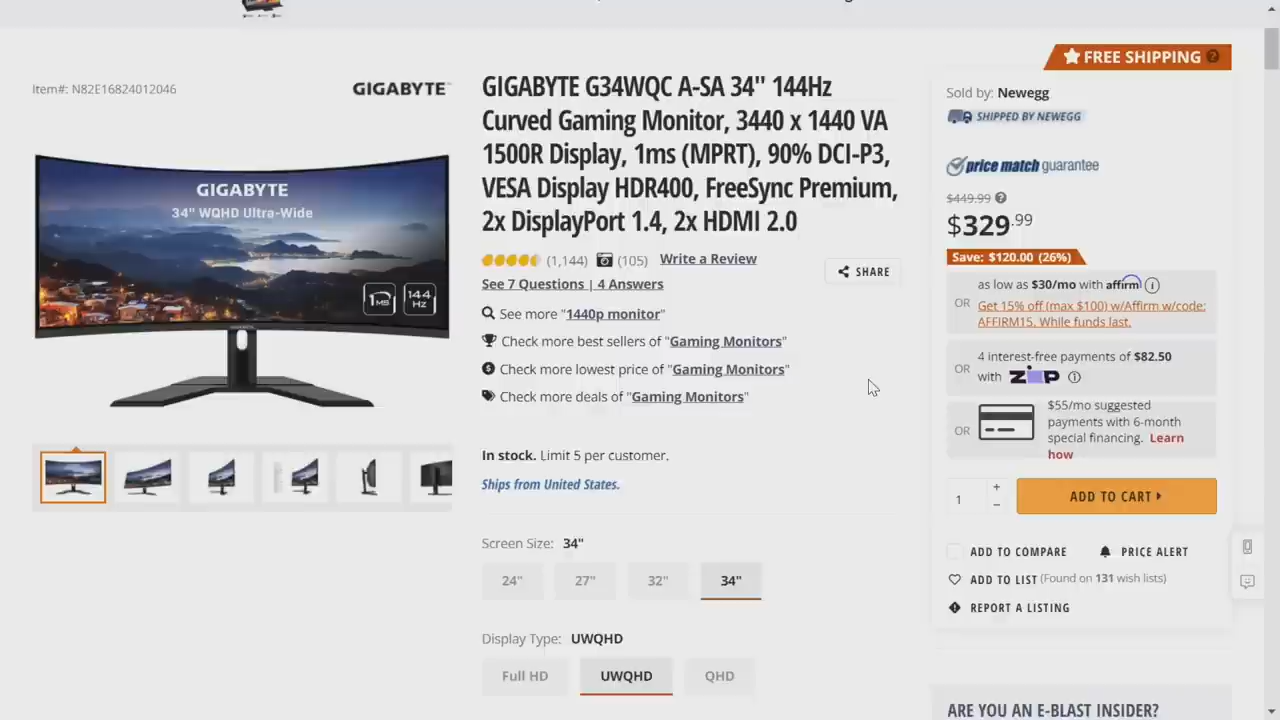 FREE SHIPPING ?
Item#: N82E16824012046
GIGABYTE™
GIGABYTE
34" WQHD Ultra-Wide
1MS
144
HZ
GIGABYTE G34WQC A-SA 34" 144Hz
Curved Gaming Monitor, 3440 x 1440 VA
1500R Display, 1ms (MPRT), 90% DCI-P3,
VESA Display HDR400, FreeSync Premium,
2x DisplayPort 1.4, 2x HDMI 2.0
(1,144) (105) Write a Review
SHARE
See 7 Questions | 4 Answers
See more "1440p monitor"
Check more best sellers of "Gaming Monitors"
Check more lowest price of "Gaming Monitors"
Check more deals of "Gaming Monitors"
In stock. Limit 5 per customer.
Ships from United States.
Screen Size: 34"
24" 27" 32" 34"
Display Type: UWQHD
Full HD UWQHD QHD
Sold by: Newegg
SHIPPED BY NEWEGG
price match guarantee
$449.99 ?
$329.99
Save: $120.00 (26%)
OR as low as $30/mo with affirm i
Get 15% off (max $100) w/Affirm w/code:
AFFIRM15. While funds last.
OR 4 interest-free payments of $82.50
with ZIP i
OR $55/mo suggested
payments with 6-month
special financing. Learn
how
1 + − ADD TO CART
ADD TO COMPARE PRICE ALERT
ADD TO LIST (Found on 131 wish lists)
REPORT A LISTING
ARE YOU AN E-BLAST INSIDER?